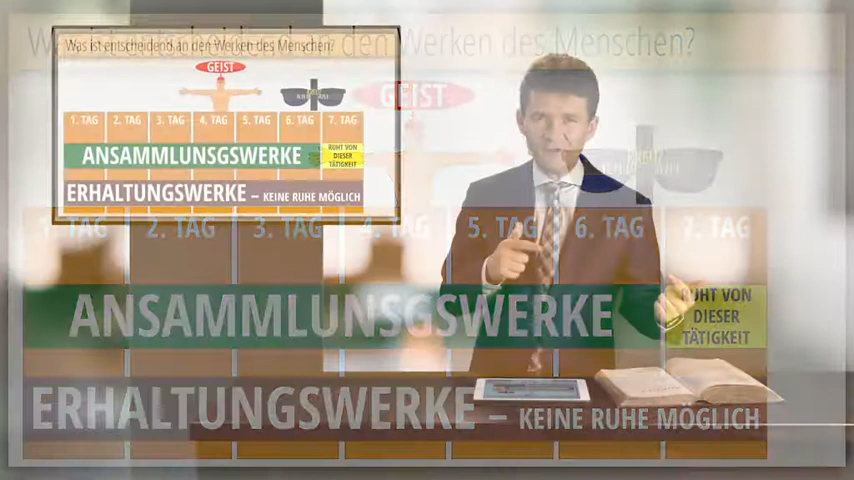 Was ist entscheidend an den Werken des Menschen?
GEIST
1. TAG 2. TAG 3. TAG 4. TAG 5. TAG 6. TAG 7. TAG
ANSAMMLUNSGSWERKE
RUHT VON
DIESER
TÄTIGKEIT
ERHALTUNGSWERKE – KEINE RUHE MÖGLICH
Was ist entscheidend an den Werken des Menschen?
GEIST
1. TAG 2. TAG 3. TAG 4. TAG 5. TAG 6. TAG 7. TAG
ANSAMMLUNSGSWERKE
RUHT VON
DIESER
TÄTIGKEIT
ERHALTUNGSWERKE – KEINE RUHE MÖGLICH